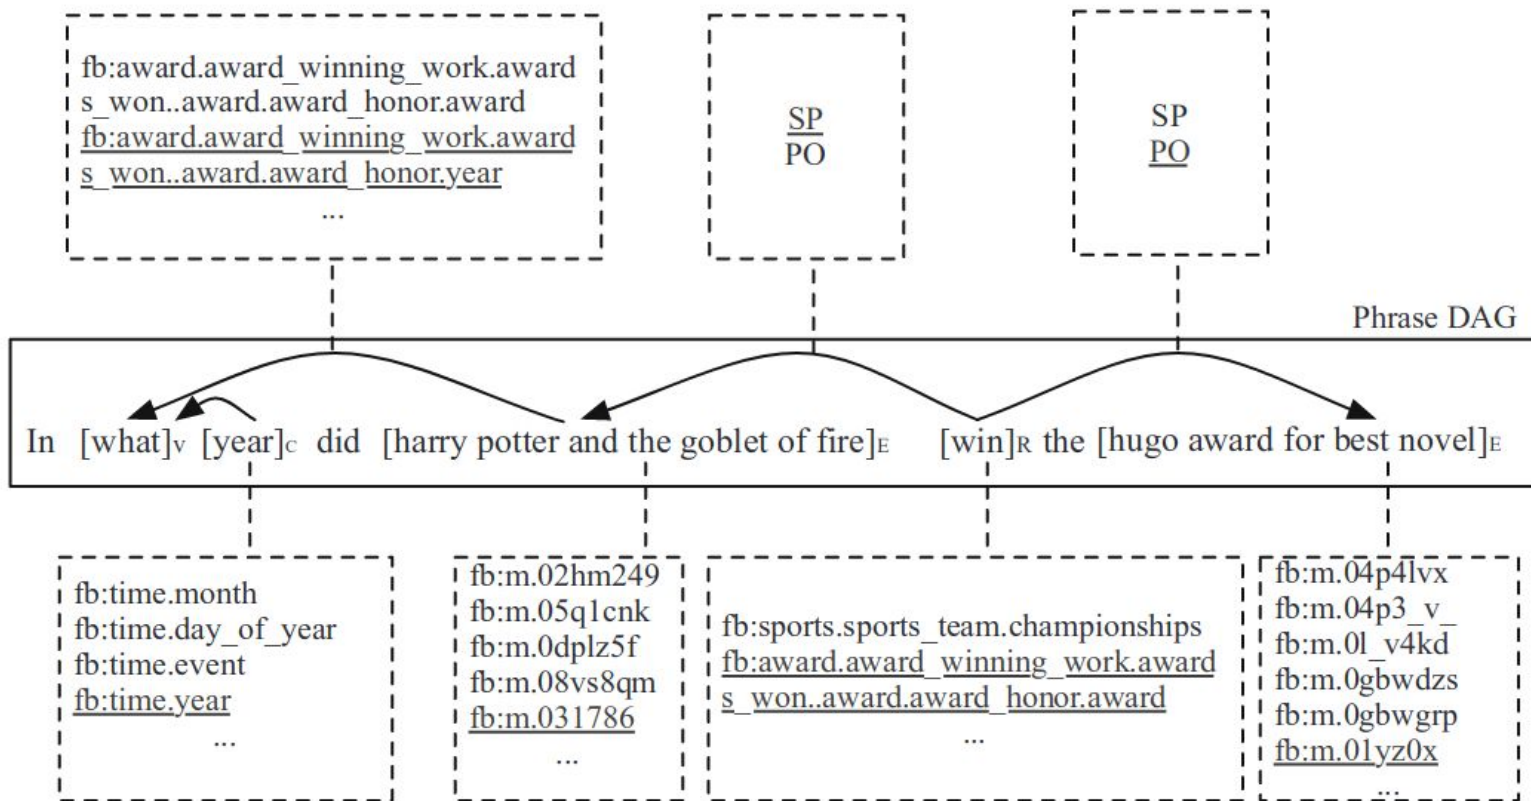 fb:award.award_winning_work.award
s_won..award.award_honor.award
fb:award.award_winning_work.award
s_won..award.award_honor.year
...
SP
PO
SP
PO
Phrase DAG
In [what]V [year]C did [harry potter and the goblet of fire]E [win]R the [hugo award for best novel]E
fb:time.month
fb:time.day_of_year
fb:time.event
fb:time.year
...
fb:m.02hm249
fb:m.05q1cnk
fb:m.0dplz5f
fb:m.08vs8qm
fb:m.031786
...
fb:sports.sports_team.championships
fb:award.award_winning_work.award
s_won..award.award_honor.award
...
fb:m.04p4lvx
fb:m.04p3_v_
fb:m.0l_v4kd
fb:m.0gbwdzs
fb:m.0gbwgrp
fb:m.01yz0x
...